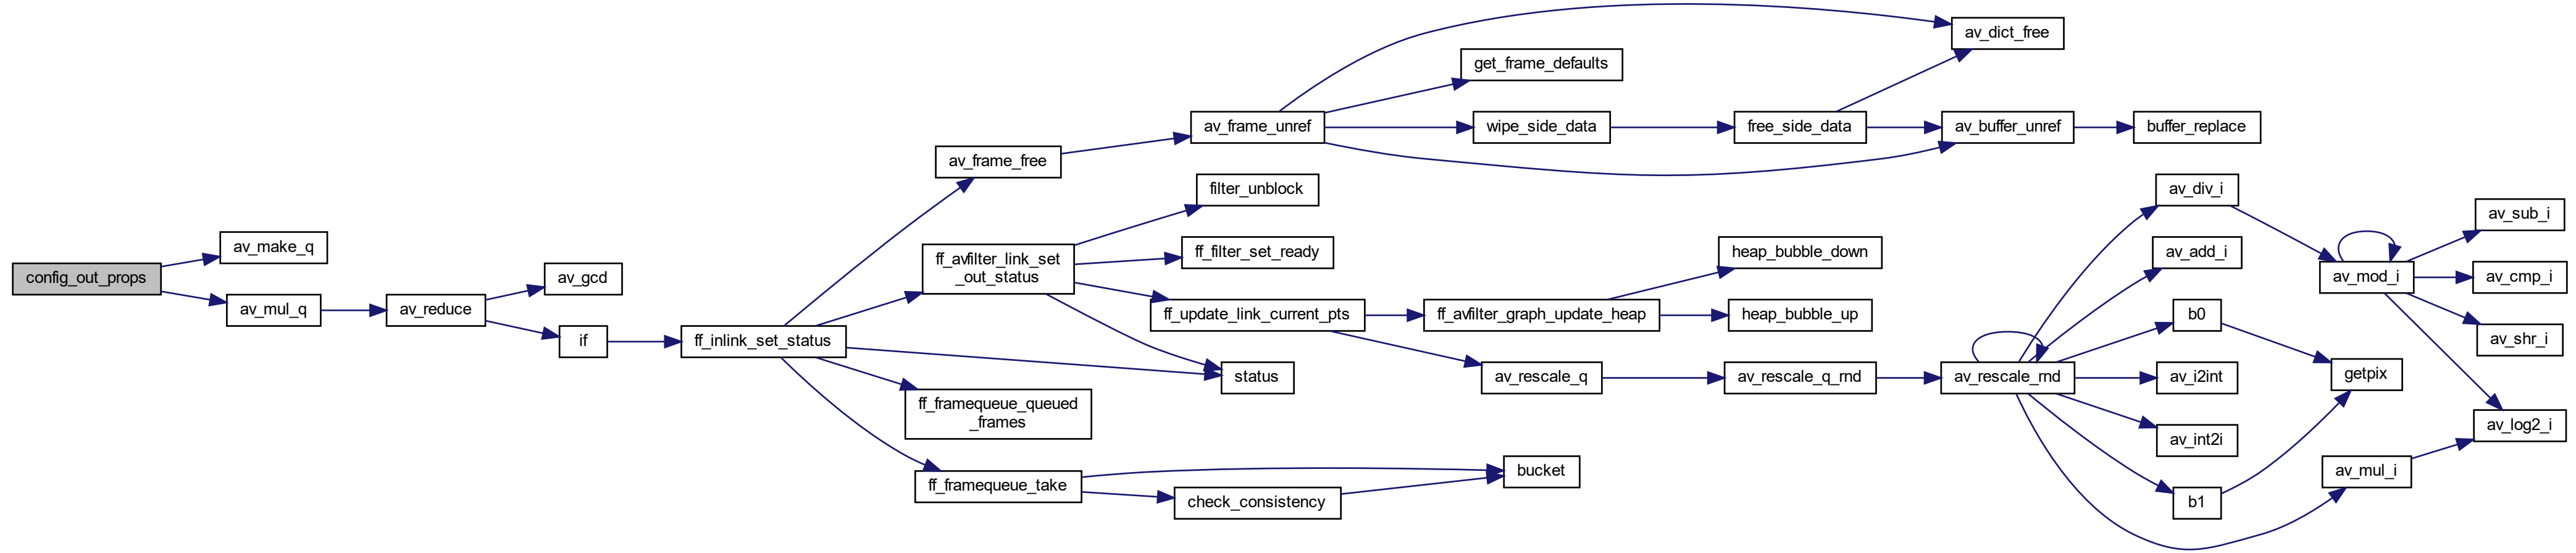 config_out_props
av_make_q
av_mul_q
av_reduce
av_gcd
if
ff_inlink_set_status
av_frame_free
ff_avfilter_link_set
_out_status
ff_framequeue_queued
_frames
ff_framequeue_take
av_frame_unref
filter_unblock
ff_filter_set_ready
ff_update_link_current_pts
status
check_consistency
bucket
get_frame_defaults
wipe_side_data
ff_avfilter_graph_update_heap
av_rescale_q
heap_bubble_down
heap_bubble_up
free_side_data
av_rescale_q_rnd
av_dict_free
av_buffer_unref
buffer_replace
av_rescale_rnd
av_div_i
av_add_i
b0
av_i2int
av_int2i
b1
av_mod_i
getpix
av_mul_i
av_sub_i
av_cmp_i
av_shr_i
av_log2_i